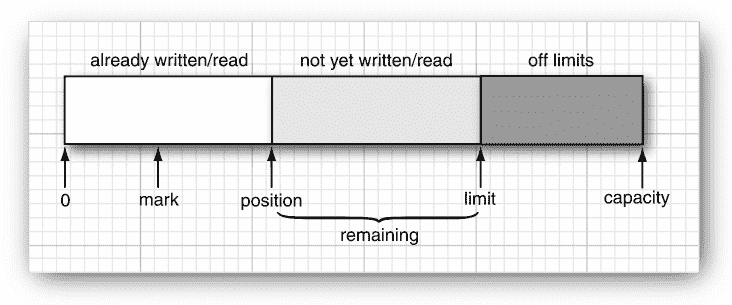 already written/read not yet written/read off limits
0 mark position limit capacity
remaining